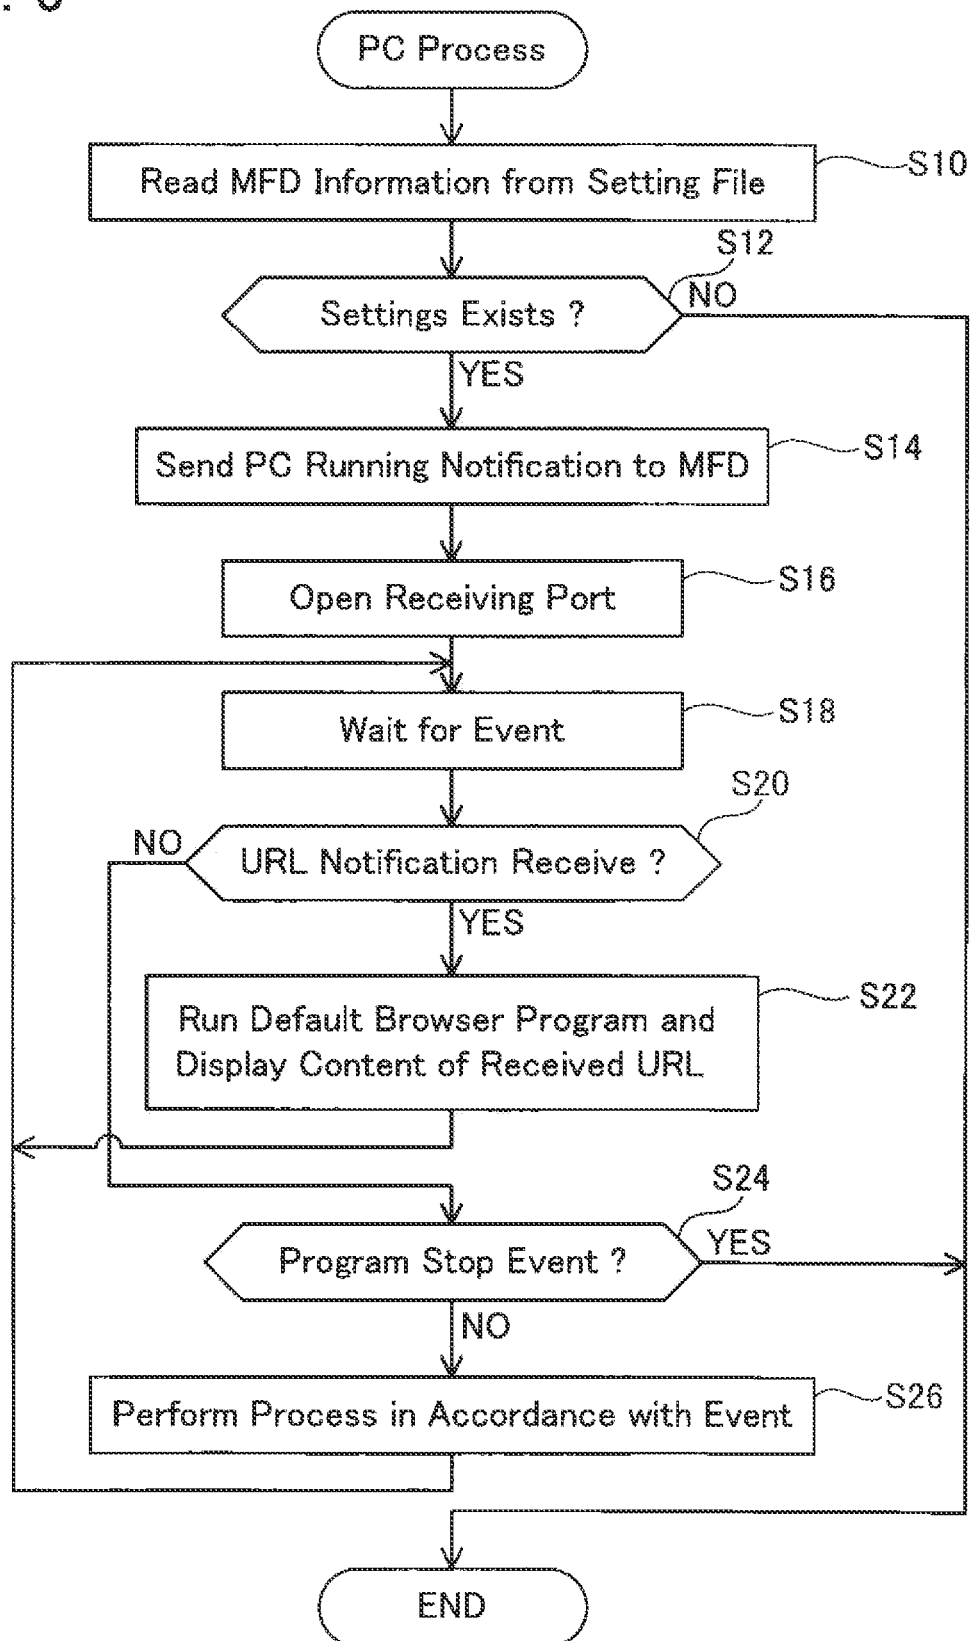 PC Process
Read MFD Information from Setting File
S10
S12
Settings Exists ?
NO
YES
Send PC Running Notification to MFD
S14
Open Receiving Port
S16
Wait for Event
S18
S20
NO
URL Notification Receive ?
YES
Run Default Browser Program and
Display Content of Received URL
S22
S24
Program Stop Event ?
YES
NO
Perform Process in Accordance with Event
S26
END